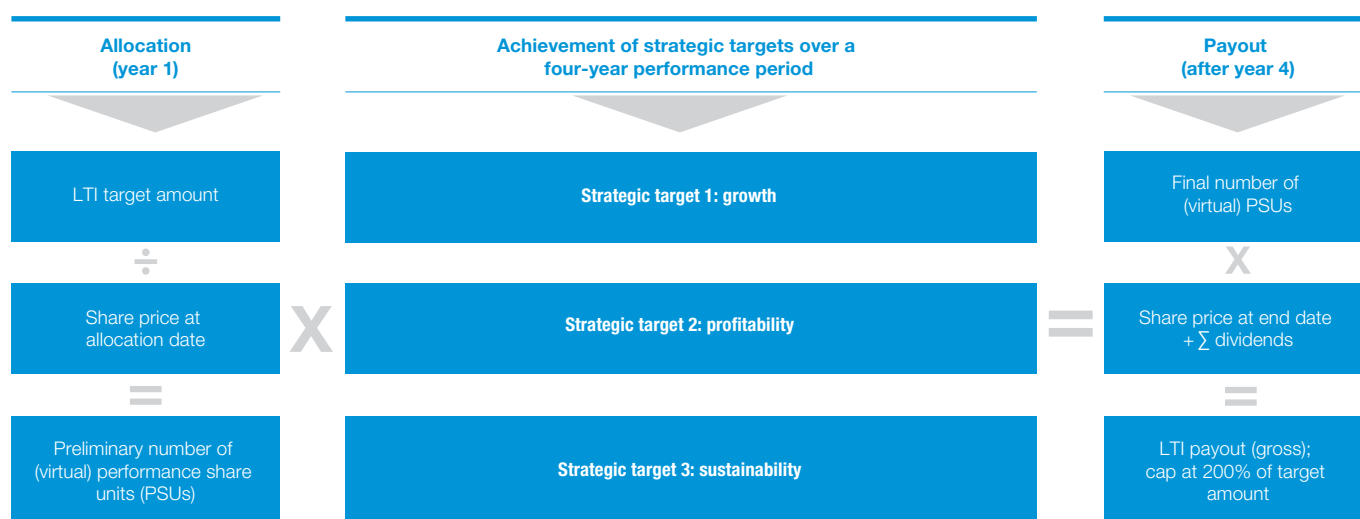 Allocation
(year 1)
Achievement of strategic targets over a
four-year performance period
Payout
(after year 4)
LTI target amount
÷
Share price at
allocation date
=
Preliminary number of
(virtual) performance share
units (PSUs)
X
Strategic target 1: growth
Strategic target 2: profitability
Strategic target 3: sustainability
=
Final number of
(virtual) PSUs
X
Share price at end date
+ ∑ dividends
=
LTI payout (gross);
cap at 200% of target
amount